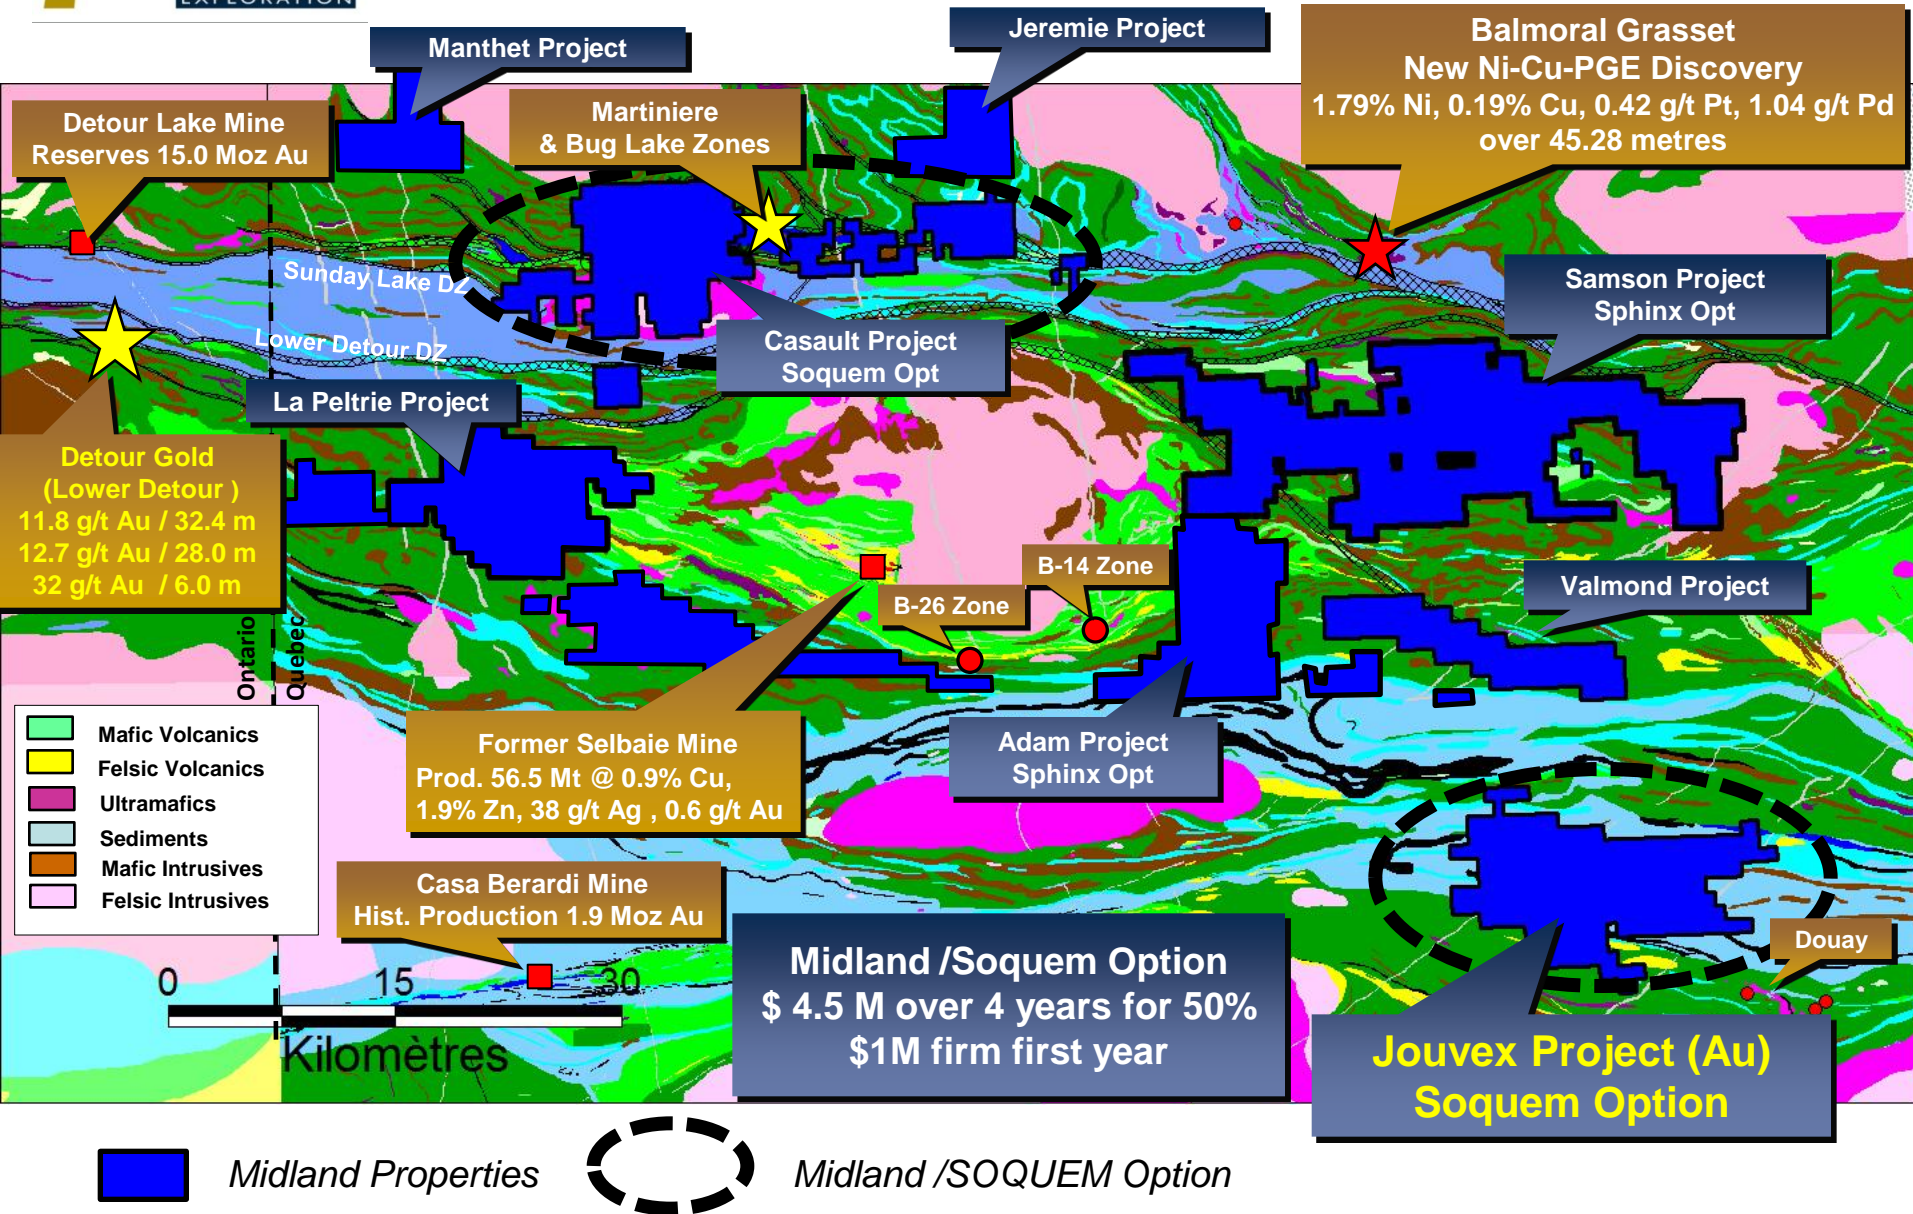 EXPLORATION
Manthet Project
Jeremie Project
Balmoral Grasset
New Ni-Cu-PGE Discovery
1.79% Ni, 0.19% Cu, 0.42 g/t Pt, 1.04 g/t Pd
over 45.28 metres
Detour Lake Mine
Reserves 15.0 Moz Au
Martiniere
& Bug Lake Zones
Sunday Lake DZ
Samson Project
Sphinx Opt
Lower Detour DZ
Casault Project
Soquem Opt
La Peltrie Project
Detour Gold
(Lower Detour )
11.8 g/t Au / 32.4 m
12.7 g/t Au / 28.0 m
32 g/t Au / 6.0 m
B-14 Zone
B-26 Zone
Valmond Project
Ontario
Quebec
Mafic Volcanics
Felsic Volcanics
Ultramafics
Sediments
Mafic Intrusives
Felsic Intrusives
Former Selbaie Mine
Prod. 56.5 Mt @ 0.9% Cu,
1.9% Zn, 38 g/t Ag , 0.6 g/t Au
Adam Project
Sphinx Opt
Casa Berardi Mine
Hist. Production 1.9 Moz Au
Douay
0 15 30
Kilomètres
Midland /Soquem Option
$ 4.5 M over 4 years for 50%
$1M firm first year
Jouvex Project (Au)
Soquem Option
Midland Properties
Midland /SOQUEM Option